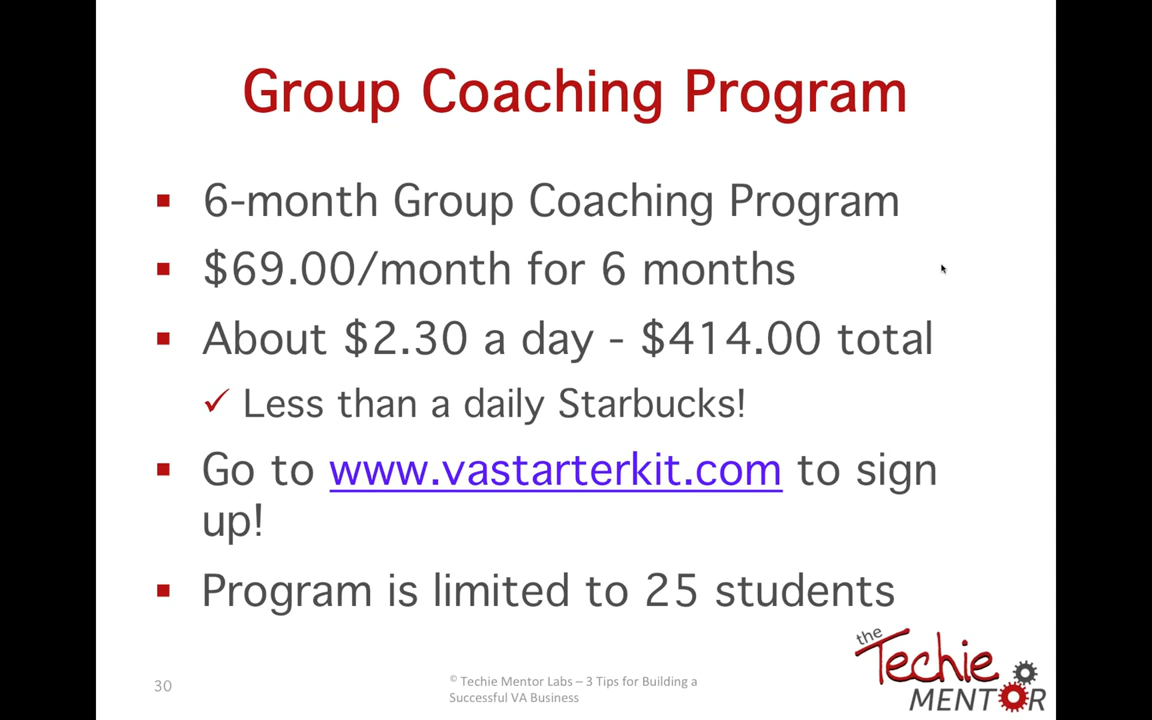 Group Coaching Program
6-month Group Coaching Program
$69.00/month for 6 months
About $2.30 a day - $414.00 total
Less than a daily Starbucks!
Go to www.vastarterkit.com to sign
up!
Program is limited to 25 students
30
© Techie Mentor Labs – 3 Tips for Building a
Successful VA Business
the
Techie
MENTOR